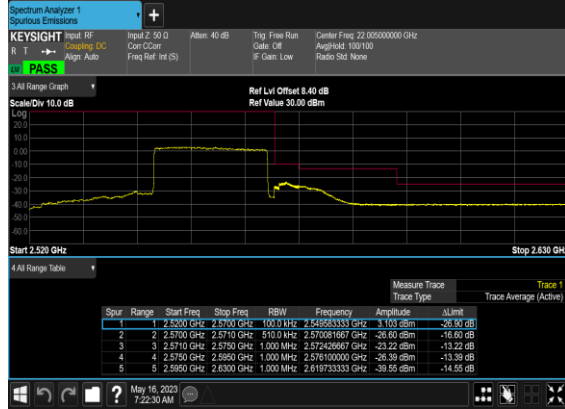 Spectrum Analyzer 1
Spurious Emissions
KEYSIGHT Input: RF Input Z: 50 Ω Atten: 40 dB Trig: Free Run Center Freq: 22.005000000 GHz
R T Coupling: DC Corr CCorr Gate: Off Avg|Hold: 100/100
Align: Auto Freq Ref: Int (S) IF Gain: Low Radio Std: None
PASS
3 All Range Graph
Ref Lvl Offset 8.40 dB
Scale/Div 10.0 dB Ref Value 30.00 dBm
Log
20.0
10.0
0.00
-10.0
-20.0
-30.0
-40.0
-50.0
-60.0
Start 2.520 GHz Stop 2.630 GH
4 All Range Table
Measure Trace Trace 1
Trace Type Trace Average (Active)
Spur Range Start Freq Stop Freq RBW Frequency Amplitude ΔLimit
1 1 2.5200 GHz 2.5700 GHz 100.0 kHz 2.549583333 GHz 3.103 dBm -26.90 dB
2 2 2.5700 GHz 2.5710 GHz 510.0 kHz 2.570081667 GHz -26.60 dBm -16.60 dB
3 3 2.5710 GHz 2.5750 GHz 1.000 MHz 2.572426667 GHz -23.22 dBm -13.22 dB
4 4 2.5750 GHz 2.5950 GHz 1.000 MHz 2.576100000 GHz -26.39 dBm -13.39 dB
5 5 2.5950 GHz 2.6300 GHz 1.000 MHz 2.619733333 GHz -39.55 dBm -14.55 dB
May 16, 2023
7:22:30 AM